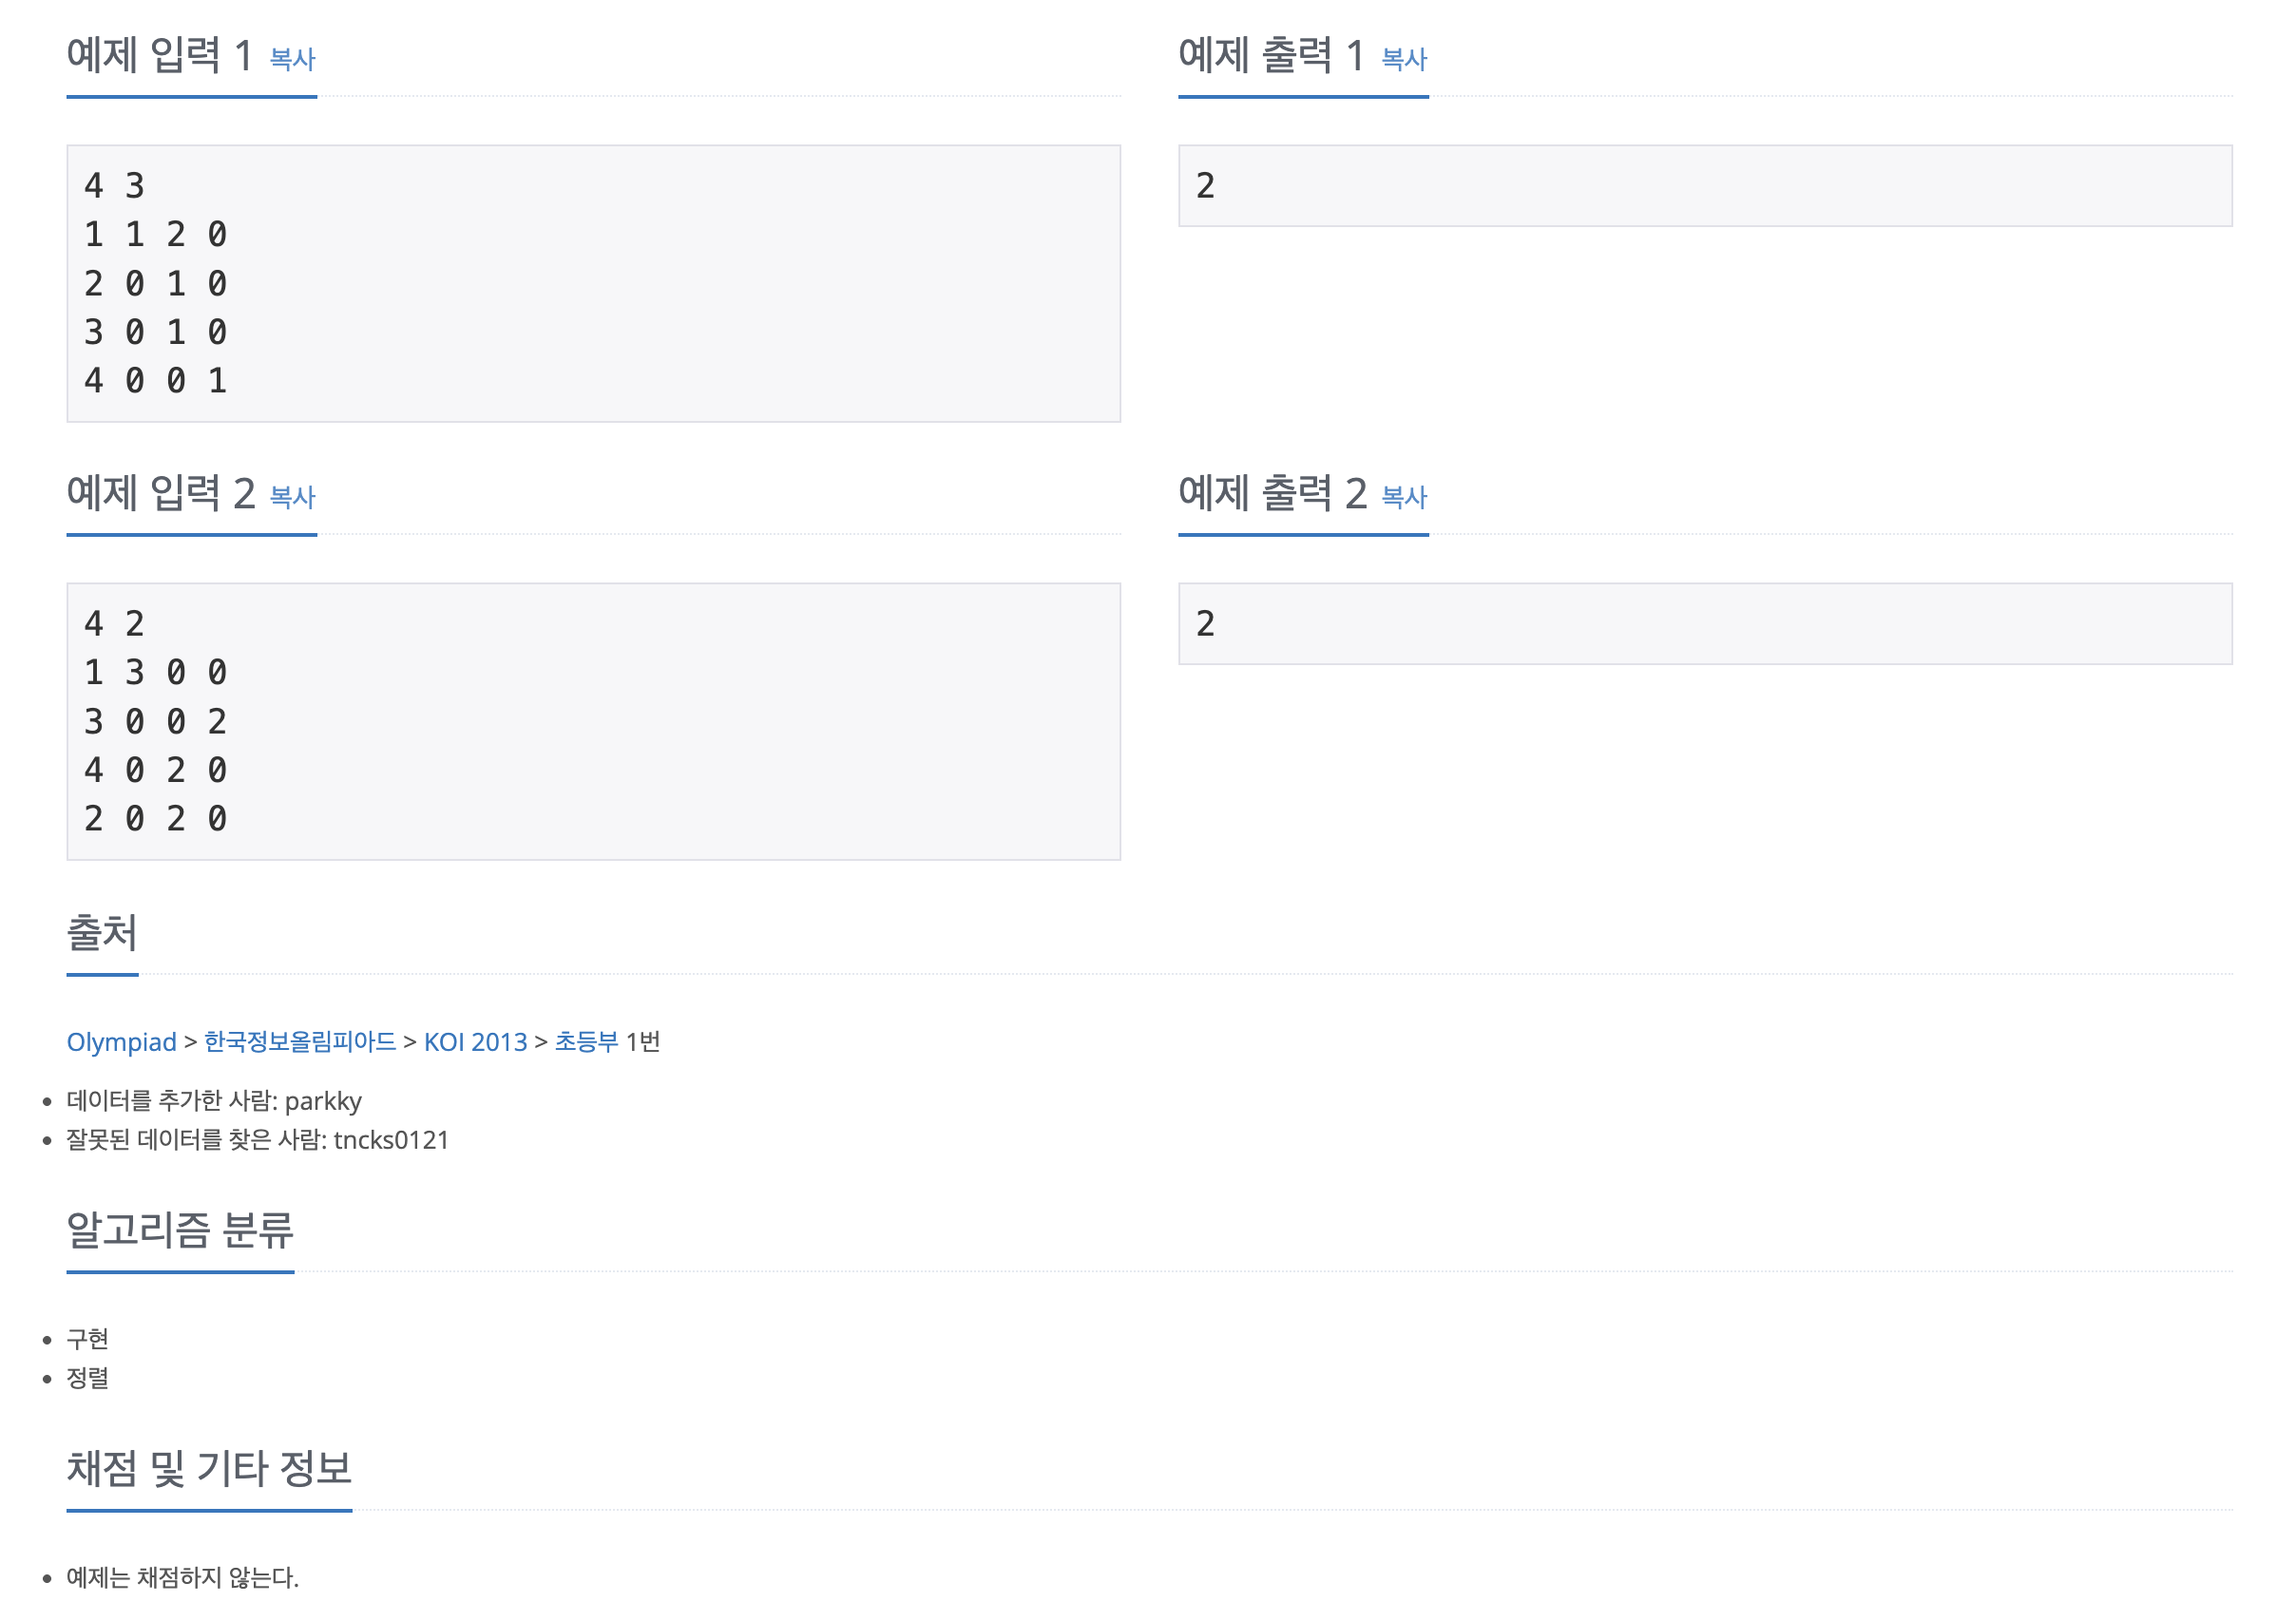 예제 입력 1 복사
4 3
1 1 2 0
2 0 1 0
3 0 1 0
4 0 0 1
예제 출력 1 복사
2
예제 입력 2 복사
4 2
1 3 0 0
3 0 0 2
4 0 2 0
2 0 2 0
예제 출력 2 복사
2
출처
Olympiad > 한국정보올림피아드 > KOI 2013 > 초등부 1번
데이터를 추가한 사람: parkky
잘못된 데이터를 찾은 사람: tncks0121
알고리즘 분류
구현
정렬
채점 및 기타 정보
예제는 채점하지 않는다.